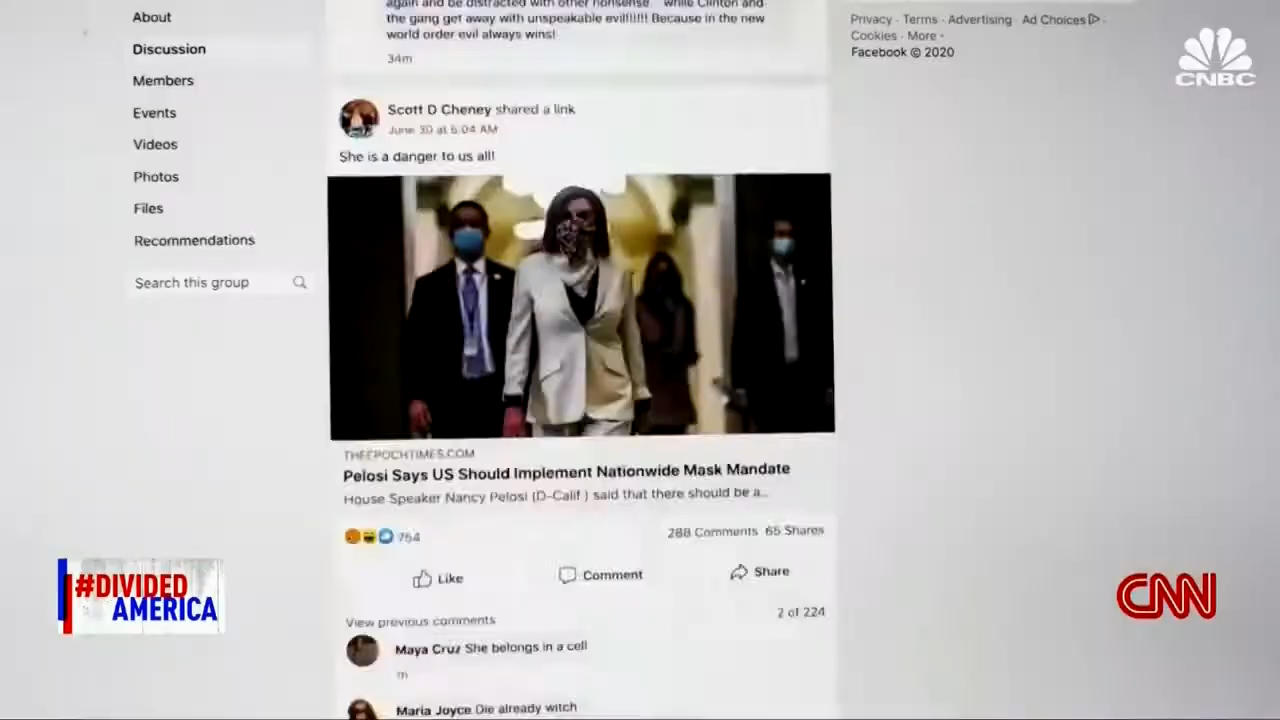 About
Discussion
Members
Events
Videos
Photos
Files
Recommendations
Search this group
again and be distracted with other nonsense while Clinton and
the gang get away with unspeakable evil!!!!!! Because in the new
world order evil always wins!
34m
Scott D Cheney shared a link
June 30 at 6:04 AM
She is a danger to us all!
THEEPOCHTIMES.COM
Pelosi Says US Should Implement Nationwide Mask Mandate
House Speaker Nancy Pelosi (D-Calif ) said that there should be a...
764
288 Comments 65 Shares
Like
Comment
Share
View previous comments
2 of 224
Maya Cruz She belongs in a cell
Maria Joyce Die already witch
Privacy · Terms · Advertising · Ad Choices
Cookies · More
Facebook © 2020
CNBC
#DIVIDED
AMERICA
CNN